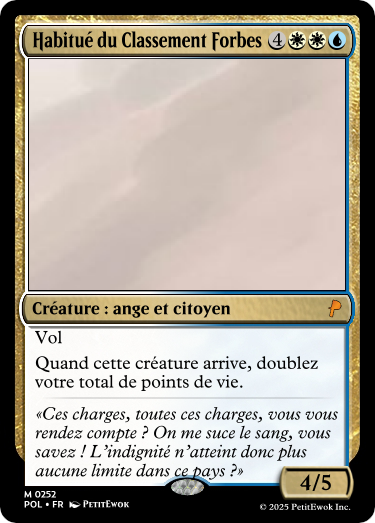 Habitué du Classement Forbes 4
Créature : ange et citoyen
Vol
Quand cette créature arrive, doublez
votre total de points de vie.
«Ces charges, toutes ces charges, vous vous
rendez compte ? On me suce le sang, vous
savez ! L'indignité n'atteint donc plus
aucune limite dans ce pays ?»
4/5
M 0252
POL • FR PetitEwok
© 2025 PetitEwok Inc.